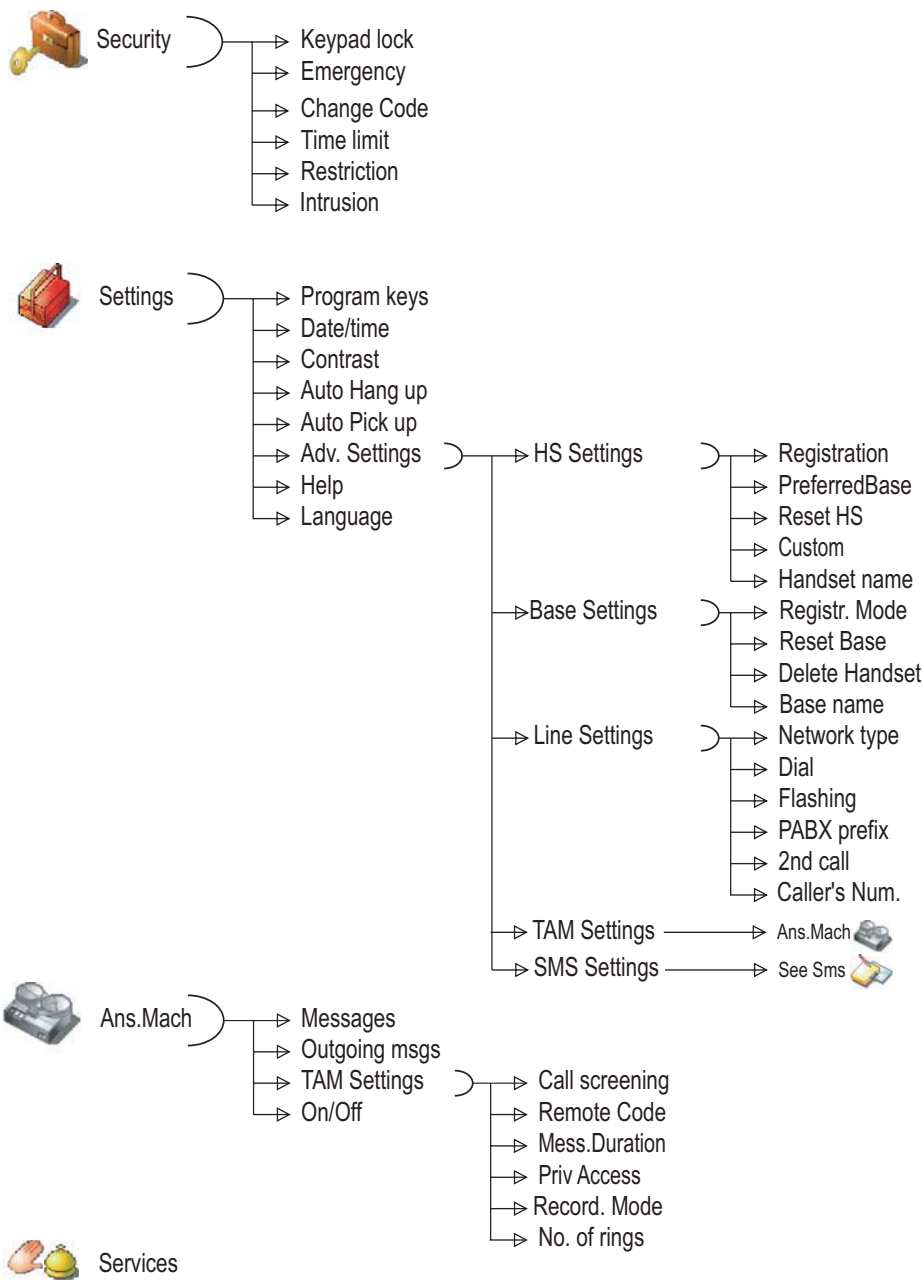 Security
Keypad lock
Emergency
Change Code
Time limit
Restriction
Intrusion
Settings
Program keys
Date/time
Contrast
Auto Hang up
Auto Pick up
Adv. Settings
Help
Language
HS Settings
Registration
PreferredBase
Reset HS
Custom
Handset name
Base Settings
Registr. Mode
Reset Base
Delete Handset
Base name
Line Settings
Network type
Dial
Flashing
PABX prefix
2nd call
Caller's Num.
TAM Settings
Ans.Mach
SMS Settings
See Sms
Ans.Mach
Messages
Outgoing msgs
TAM Settings
On/Off
Call screening
Remote Code
Mess.Duration
Priv Access
Record. Mode
No. of rings
Services